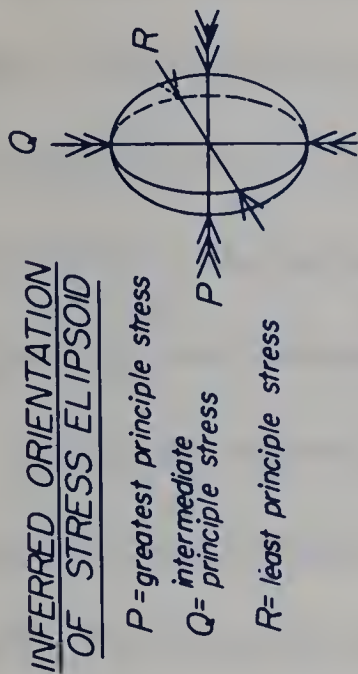 INFERRED ORIENTATION
OF STRESS ELIPSOID
P = greatest principle stress
intermediate
Q = principle stress
R = least principle stress
Q
R
P